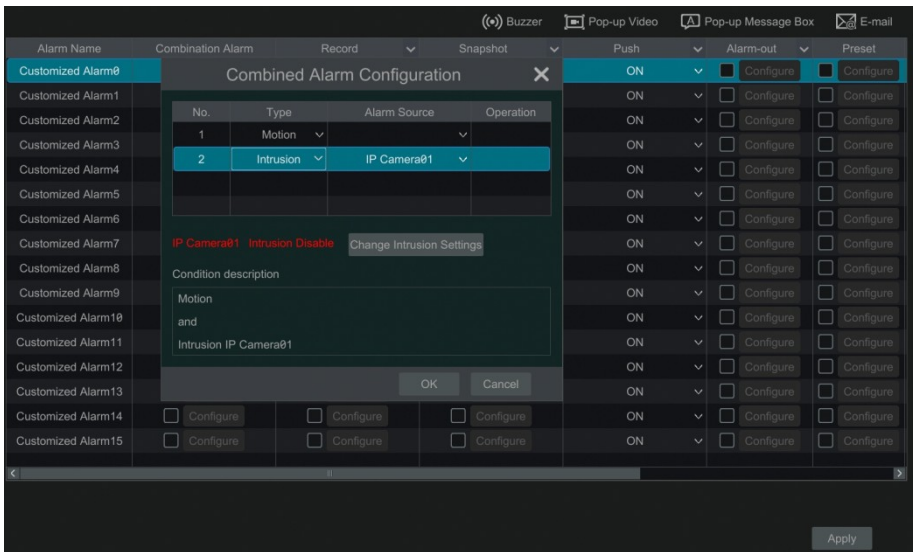 Buzzer Pop-up Video Pop-up Message Box E-mail
Alarm Name Combination Alarm Record Snapshot Push Alarm-out Preset
Customized Alarm0 ON Configure Configure
Combined Alarm Configuration
Customized Alarm1 ON Configure Configure
No. Type Alarm Source Operation
Customized Alarm2 ON Configure Configure
1 Motion
Customized Alarm3 ON Configure Configure
2 Intrusion IP Camera01
Customized Alarm4 ON Configure Configure
Customized Alarm5 ON Configure Configure
Customized Alarm6 ON Configure Configure
Customized Alarm7 ON Configure Configure
IP Camera01 Intrusion Disable Change Intrusion Settings
Customized Alarm8 ON Configure Configure
Condition description
Customized Alarm9 ON Configure Configure
Motion
Customized Alarm10 ON Configure Configure
and
Customized Alarm11 ON Configure Configure
Intrusion IP Camera01
Customized Alarm12 ON Configure Configure
Customized Alarm13 ON Configure Configure
OK Cancel
Customized Alarm14 Configure Configure Configure ON Configure Configure
Customized Alarm15 Configure Configure Configure ON Configure Configure
Apply